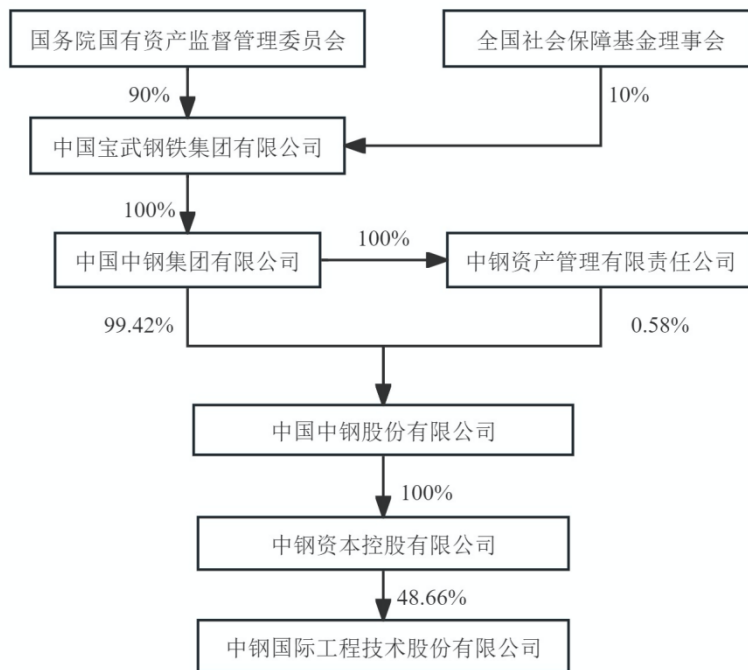 国务院国有资产监督管理委员会
全国社会保障基金理事会
90%
10%
中国宝武钢铁集团有限公司
100%
中国中钢集团有限公司
100%
中钢资产管理有限责任公司
99.42%
0.58%
中国中钢股份有限公司
100%
中钢资本控股有限公司
48.66%
中钢国际工程技术股份有限公司